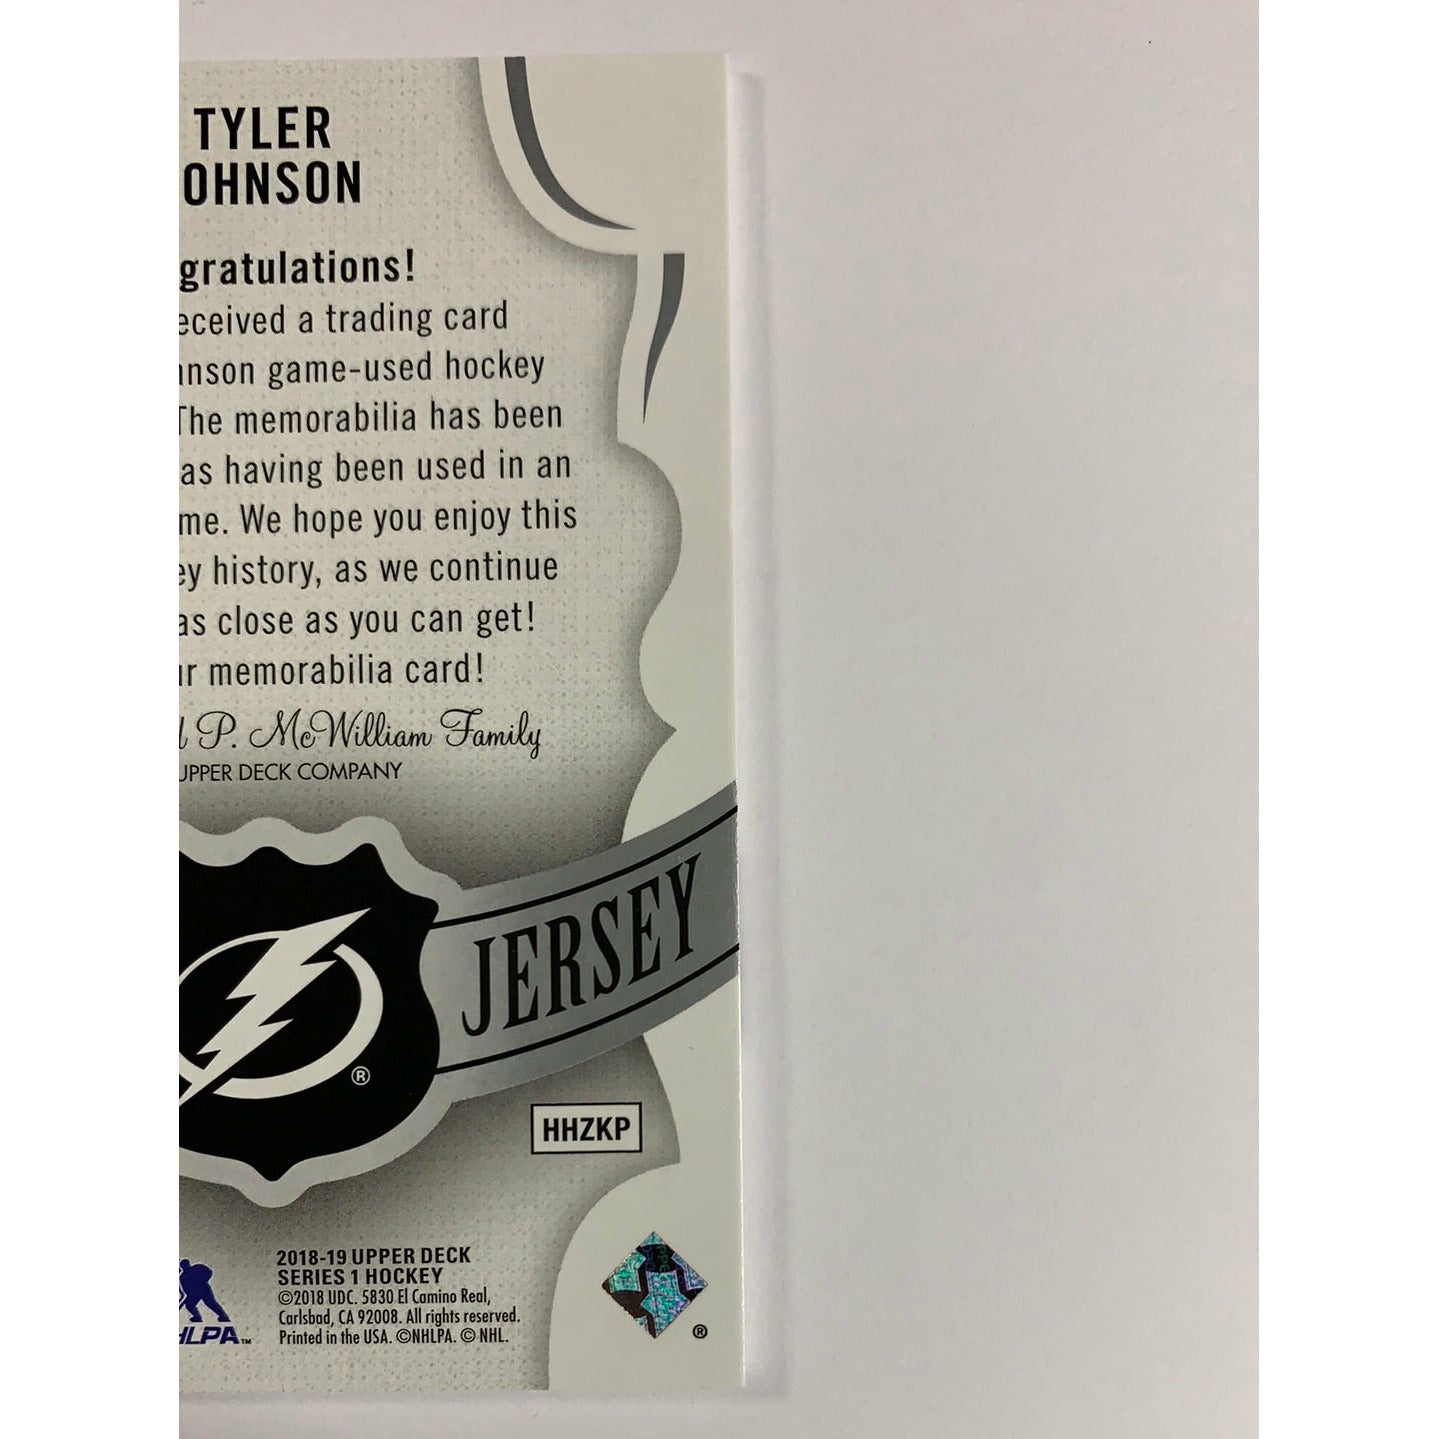 TYLER
OHNSON
gratulations!
eceived a trading card
nson game-used hockey
The memorabilia has been
as having been used in an
me. We hope you enjoy this
ey history, as we continue
as close as you can get!
ur memorabilia card!
P. McWilliam Family
UPPER DECK COMPANY
JERSEY
®
HHZKP
2018-19 UPPER DECK
SERIES 1 HOCKEY
©2018 UDC. 5830 El Camino Real,
Carlsbad, CA 92008. All rights reserved.
Printed in the USA. ©NHLPA. © NHL.
HLPA™
®